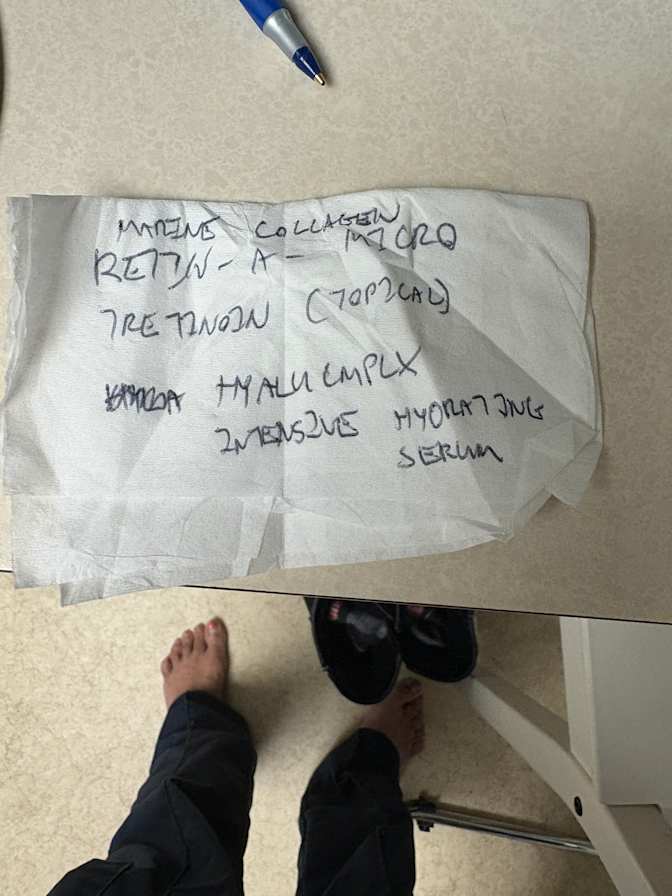 MARINE COLLAGEN
RETIN-A-MICRO
TRETINOIN (TOPICAL)
HYALU CMPLX
INTENSIVE HYDRATING
SERUM